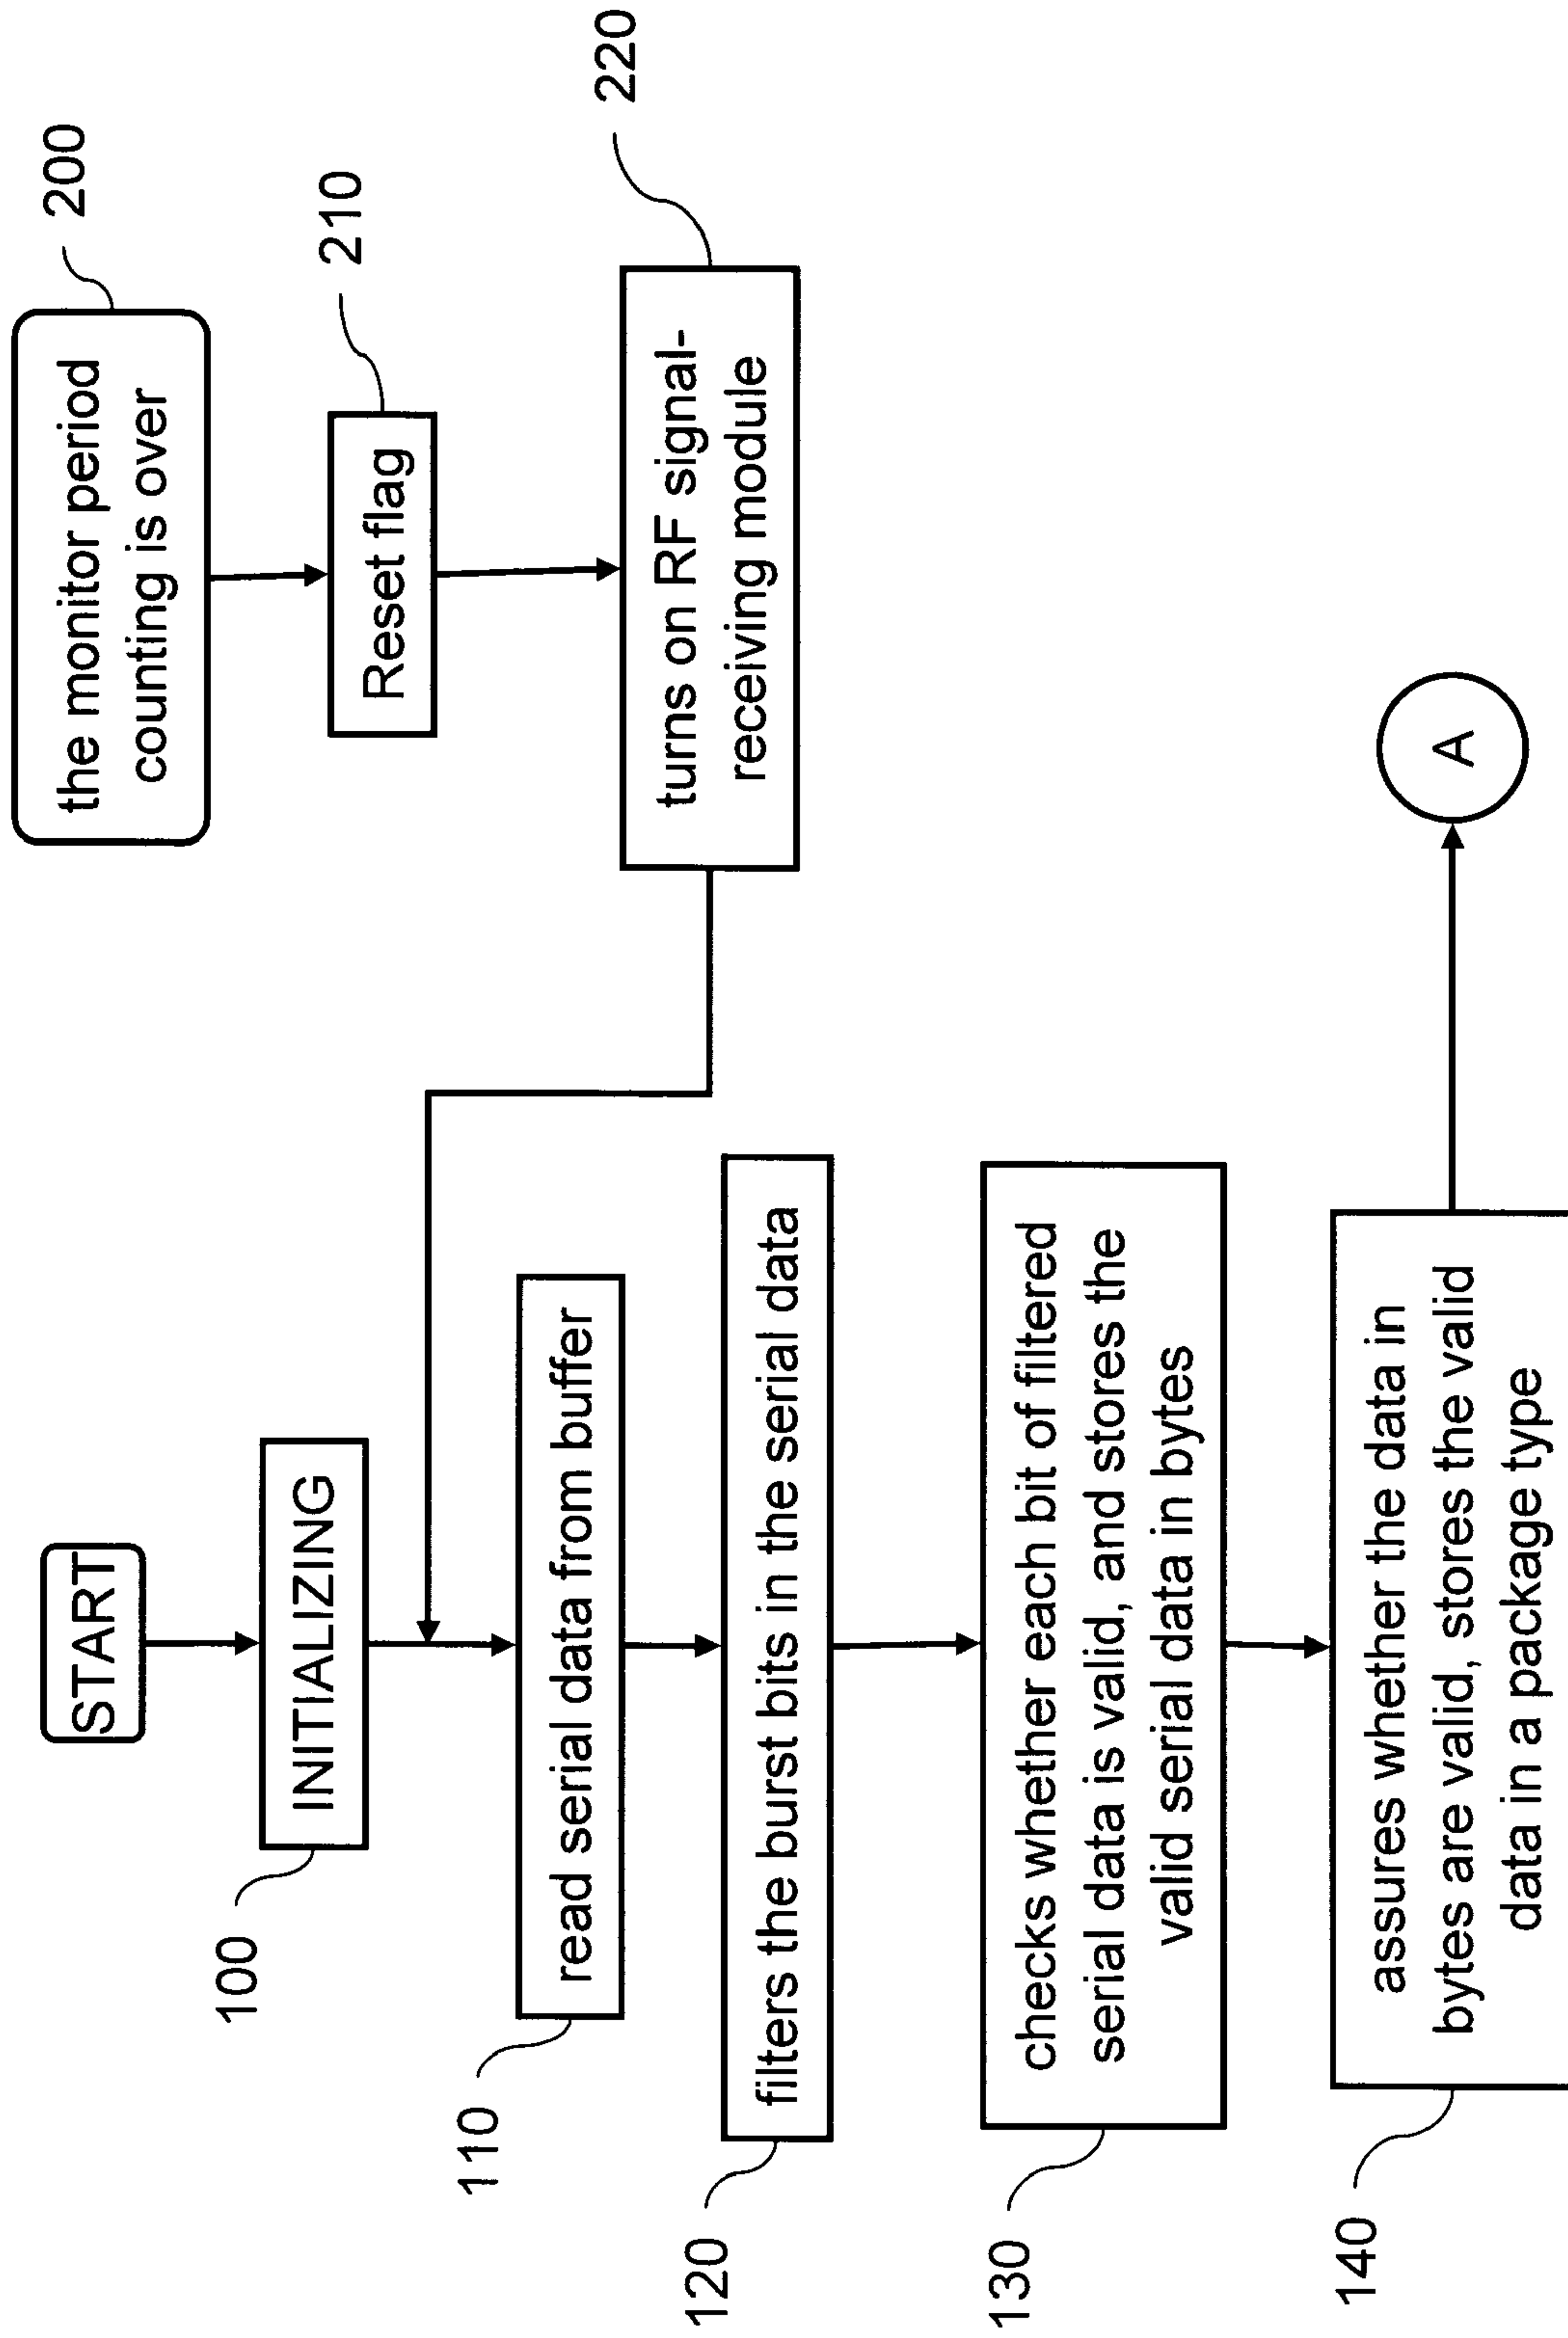 START
INITIALIZING
100
read serial data from buffer
110
filters the burst bits in the serial data
120
checks whether each bit of filtered
serial data is valid, and stores the
valid serial data in bytes
130
assures whether the data in
bytes are valid, stores the valid
data in a package type
140
A
the monitor period
counting is over
200
Reset flag
210
turns on RF signal-
receiving module
220